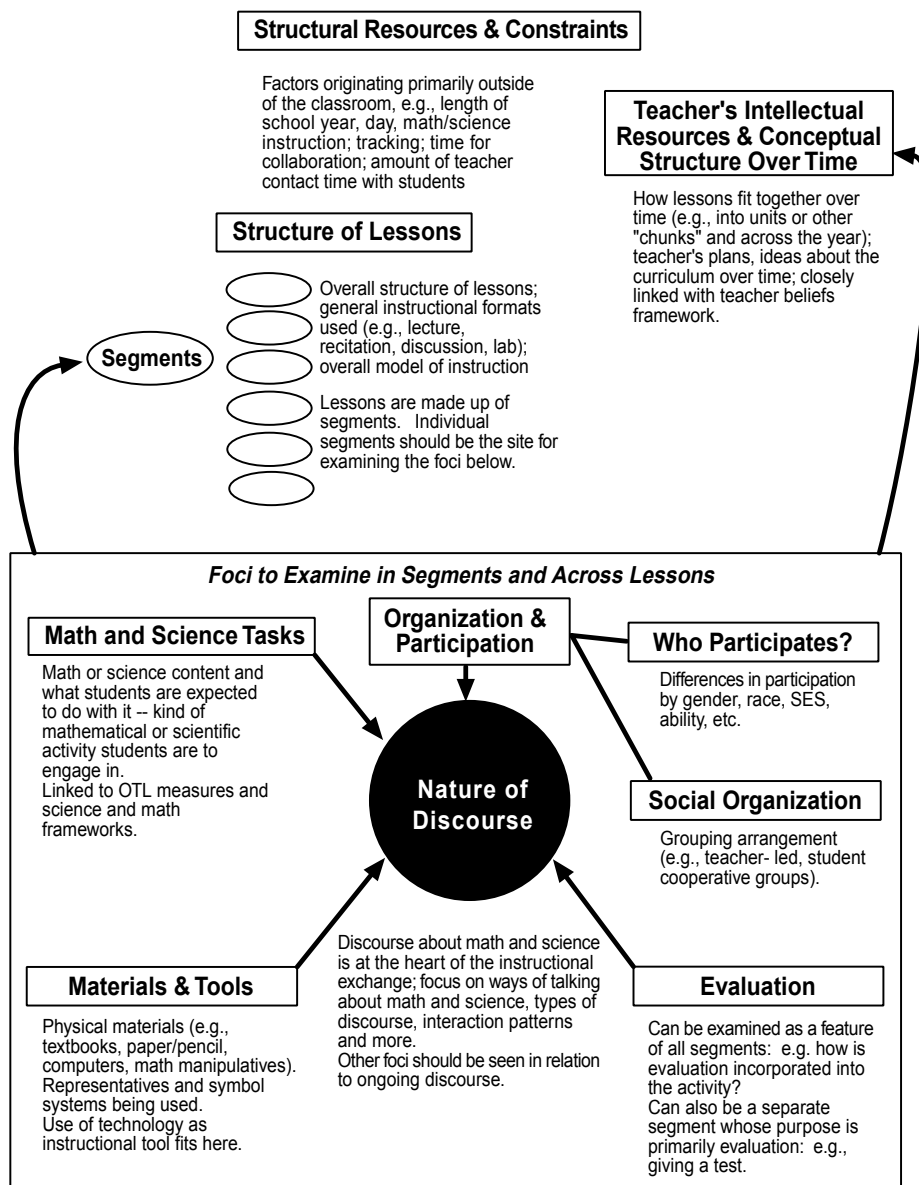 Structural Resources & Constraints
Factors originating primarily outside
of the classroom, e.g., length of
school year, day, math/science
instruction; tracking; time for
collaboration; amount of teacher
contact time with students
Teacher's Intellectual
Resources & Conceptual
Structure Over Time
How lessons fit together over
time (e.g., into units or other
"chunks" and across the year);
teacher's plans, ideas about the
curriculum over time; closely
linked with teacher beliefs
framework.
Structure of Lessons
Overall structure of lessons;
general instructional formats
used (e.g., lecture,
recitation, discussion, lab);
overall model of instruction
Lessons are made up of
segments. Individual
segments should be the site for
examining the foci below.
Segments
Foci to Examine in Segments and Across Lessons
Math and Science Tasks
Math or science content and
what students are expected
to do with it -- kind of
mathematical or scientific
activity students are to
engage in.
Linked to OTL measures and
science and math
frameworks.
Organization &
Participation
Who Participates?
Differences in participation
by gender, race, SES,
ability, etc.
Social Organization
Grouping arrangement
(e.g., teacher- led, student
cooperative groups).
Nature of
Discourse
Discourse about math and science
is at the heart of the instructional
exchange; focus on ways of talking
about math and science, types of
discourse, interaction patterns
and more.
Other foci should be seen in relation
to ongoing discourse.
Materials & Tools
Physical materials (e.g.,
textbooks, paper/pencil,
computers, math manipulatives).
Representatives and symbol
systems being used.
Use of technology as
instructional tool fits here.
Evaluation
Can be examined as a feature
of all segments: e.g. how is
evaluation incorporated into
the activity?
Can also be a separate
segment whose purpose is
primarily evaluation: e.g.,
giving a test.